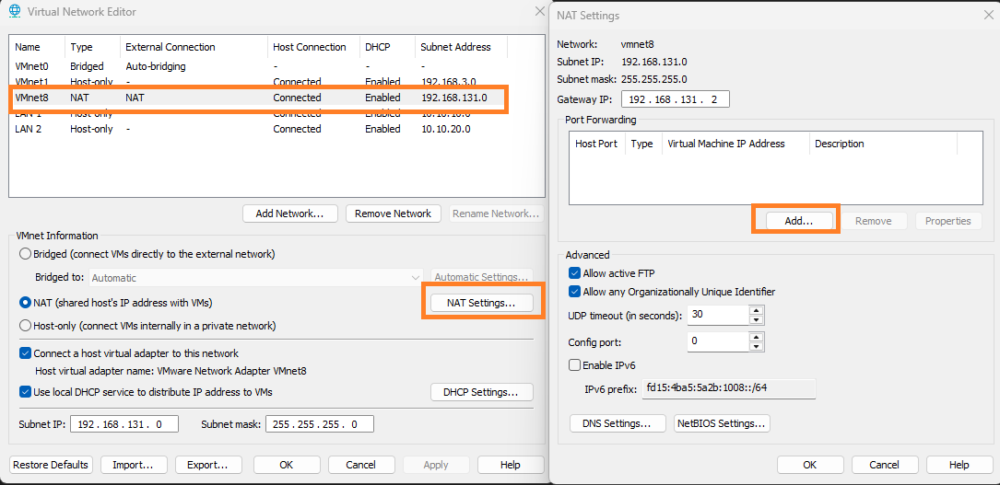 Virtual Network Editor
Name Type External Connection Host Connection DHCP Subnet Address
VMnet0 Bridged Auto-bridging - - -
VMnet1 Host-only - Connected Enabled 192.168.3.0
VMnet8 NAT NAT Connected Enabled 192.168.131.0
LAN 1 Host-only - Connected Enabled 10.10.10.0
LAN 2 Host-only - Connected Enabled 10.10.20.0
Add Network... Remove Network Rename Network...
VMnet Information
Bridged (connect VMs directly to the external network)
Bridged to: Automatic Automatic Settings...
NAT (shared host's IP address with VMs) NAT Settings...
Host-only (connect VMs internally in a private network)
Connect a host virtual adapter to this network
Host virtual adapter name: VMware Network Adapter VMnet8
Use local DHCP service to distribute IP address to VMs DHCP Settings...
Subnet IP: 192 . 168 . 131 . 0 Subnet mask: 255 . 255 . 255 . 0
Restore Defaults Import... Export... OK Cancel Apply Help
NAT Settings
Network: vmnet8
Subnet IP: 192.168.131.0
Subnet mask: 255.255.255.0
Gateway IP: 192 . 168 . 131 . 2
Port Forwarding
Host Port Type Virtual Machine IP Address Description
Add... Remove Properties
Advanced
Allow active FTP
Allow any Organizationally Unique Identifier
UDP timeout (in seconds): 30
Config port: 0
Enable IPv6
IPv6 prefix: fd15:4ba5:5a2b:1008::/64
DNS Settings... NetBIOS Settings...
OK Cancel Help